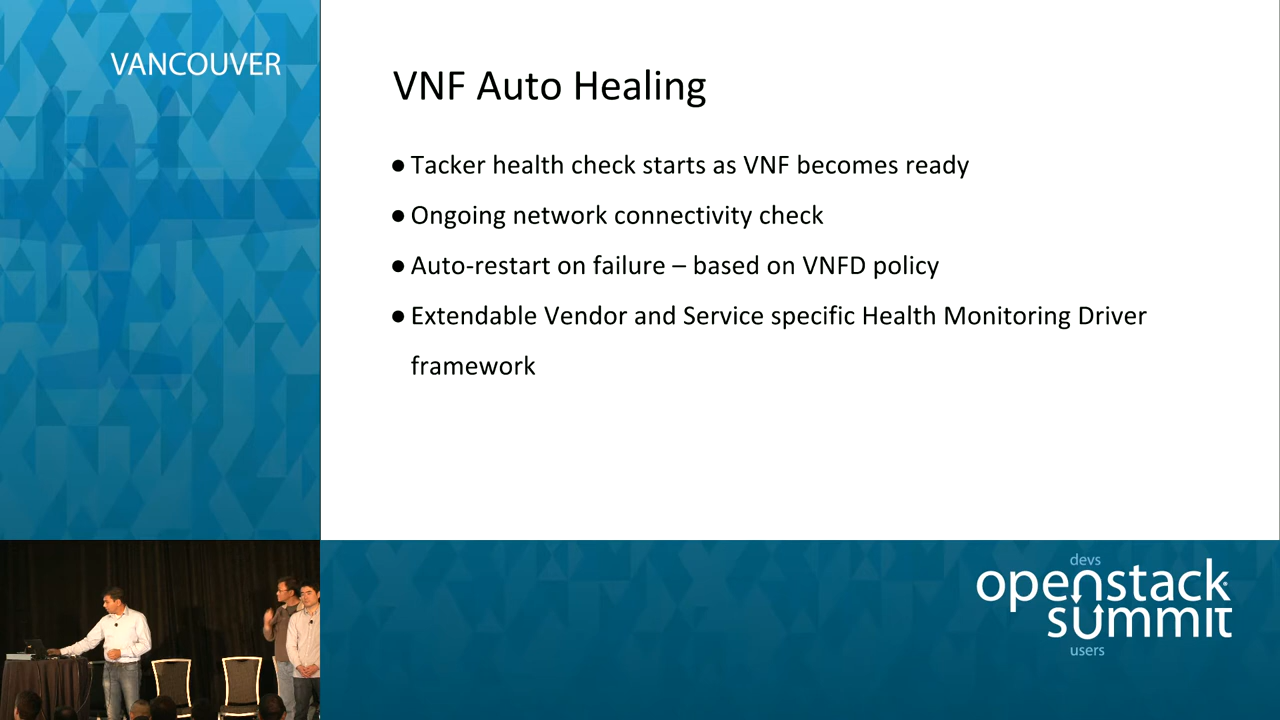 VANCOUVER
VNF Auto Healing
● Tacker health check starts as VNF becomes ready
● Ongoing network connectivity check
● Auto-restart on failure – based on VNFD policy
● Extendable Vendor and Service specific Health Monitoring Driver
framework
devs
openstack
summit
users